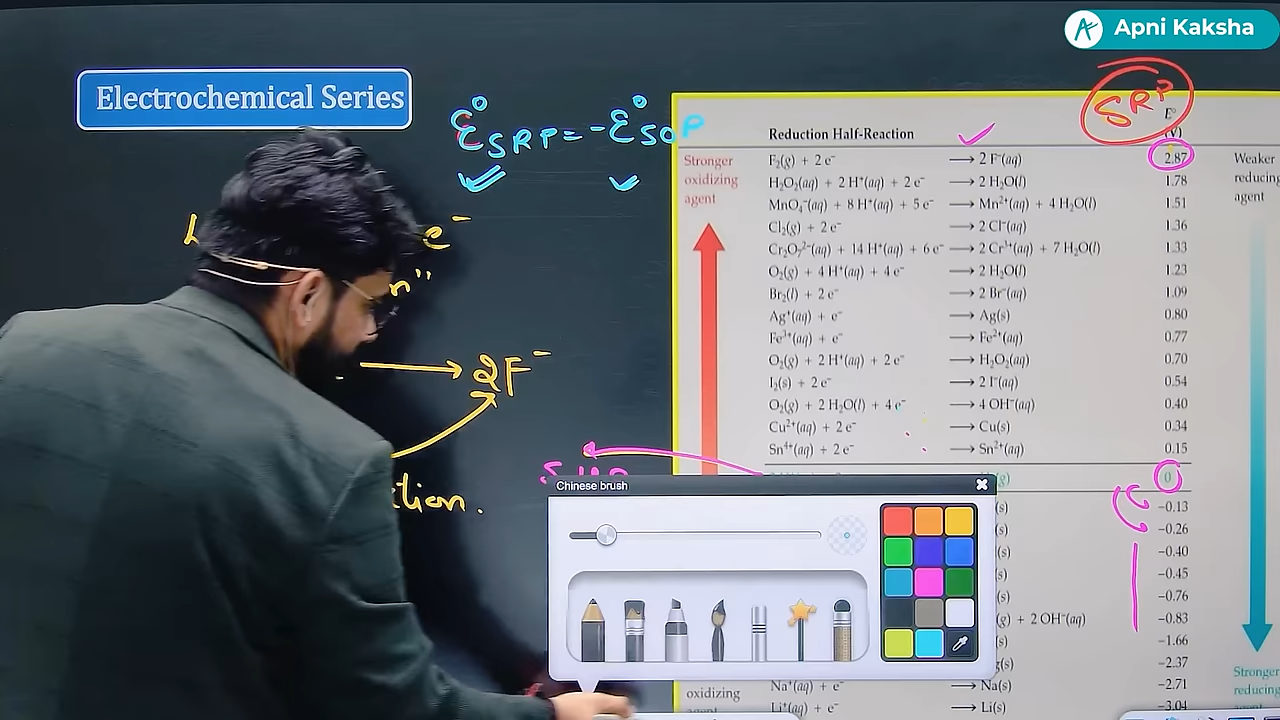 Apni Kaksha
Electrochemical Series
SRP
ε°SRP = -ε°SOP
e⁻
n"
→ 2F⁻
tion.
Reduction Half-Reaction
E°
(V)
Stronger
oxidizing
agent
Weaker
reducing
agent
F₂(g) + 2 e⁻ → 2 F⁻(aq) 2.87
H₂O₂(aq) + 2 H⁺(aq) + 2 e⁻ → 2 H₂O(l) 1.78
MnO₄⁻(aq) + 8 H⁺(aq) + 5 e⁻ → Mn²⁺(aq) + 4 H₂O(l) 1.51
Cl₂(g) + 2 e⁻ → 2 Cl⁻(aq) 1.36
Cr₂O₇²⁻(aq) + 14 H⁺(aq) + 6 e⁻ → 2 Cr³⁺(aq) + 7 H₂O(l) 1.33
O₂(g) + 4 H⁺(aq) + 4 e⁻ → 2 H₂O(l) 1.23
Br₂(l) + 2 e⁻ → 2 Br⁻(aq) 1.09
Ag⁺(aq) + e⁻ → Ag(s) 0.80
Fe³⁺(aq) + e⁻ → Fe²⁺(aq) 0.77
O₂(g) + 2 H⁺(aq) + 2 e⁻ → H₂O₂(aq) 0.70
I₂(s) + 2 e⁻ → 2 I⁻(aq) 0.54
O₂(g) + 2 H₂O(l) + 4 e⁻ → 4 OH⁻(aq) 0.40
Cu²⁺(aq) + 2 e⁻ → Cu(s) 0.34
Sn⁴⁺(aq) + 2 e⁻ → Sn²⁺(aq) 0.15
(g) 0
(s) -0.13
(s) -0.26
(s) -0.40
(s) -0.45
(s) -0.76
(g) + 2 OH⁻(aq) -0.83
(s) -1.66
g(s) -2.37
Na⁺(aq) + e⁻ → Na(s) -2.71
Li⁺(aq) + e⁻ → Li(s) -3.04
Chinese brush
oxidizing
agent
Stronger
reducing
agent